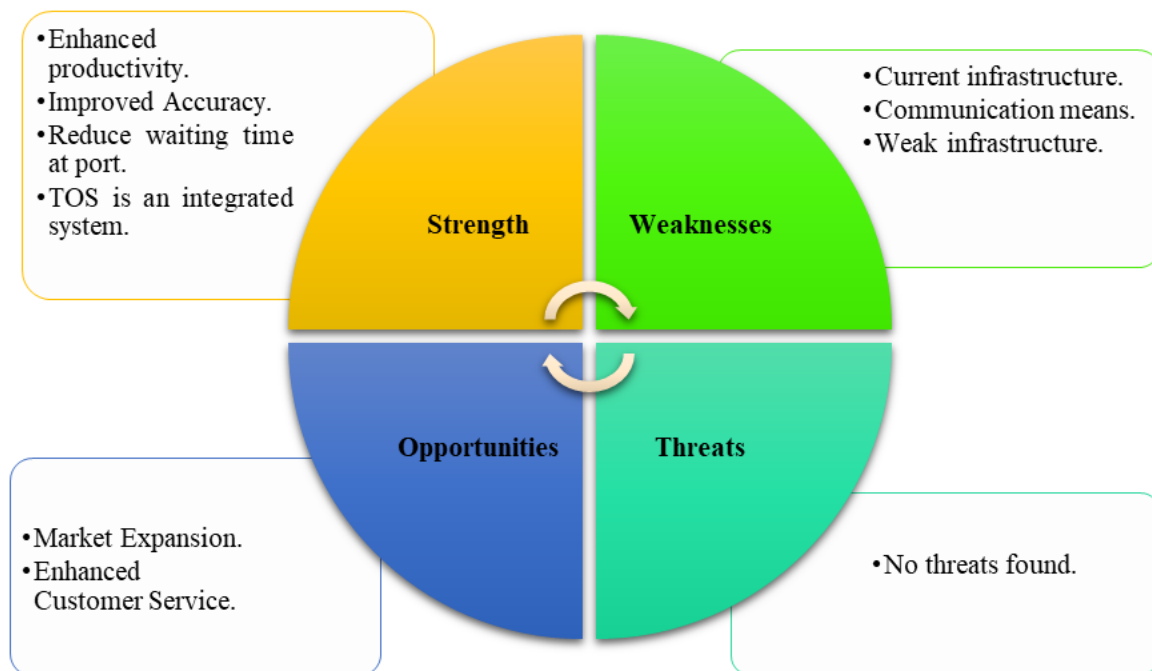 •Enhanced
productivity.
•Improved Accuracy.
•Reduce waiting time
at port.
•TOS is an integrated
system.
Strength
•Current infrastructure.
•Communication means.
•Weak infrastructure.
Weaknesses
•Market Expansion.
•Enhanced
Customer Service.
Opportunities
•No threats found.
Threats